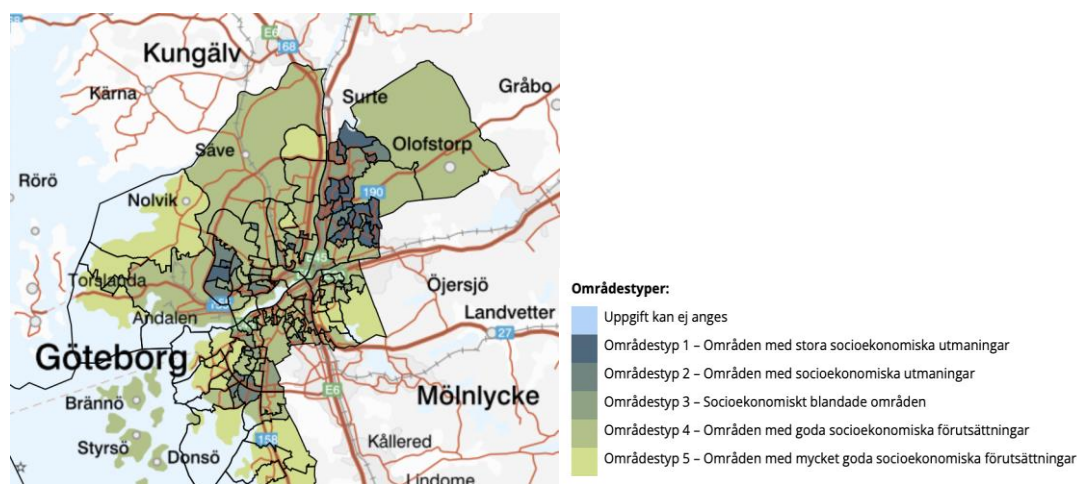 Kungälv
E6
168
Kärna
Surte
Gråbo
Säve
Olofstorp
Rörö
190
Nolvik
Torslanda
Öjersjö
Andalen
Landvetter
27
Göteborg
E6
Mölnlycke
Brännö
Styrsö
Donsö
158
Kållered
Lindome
Områdestyper:
Uppgift kan ej anges
Områdestyp 1 – Områden med stora socioekonomiska utmaningar
Områdestyp 2 – Områden med socioekonomiska utmaningar
Områdestyp 3 – Socioekonomiskt blandade områden
Områdestyp 4 – Områden med goda socioekonomiska förutsättningar
Områdestyp 5 – Områden med mycket goda socioekonomiska förutsättningar